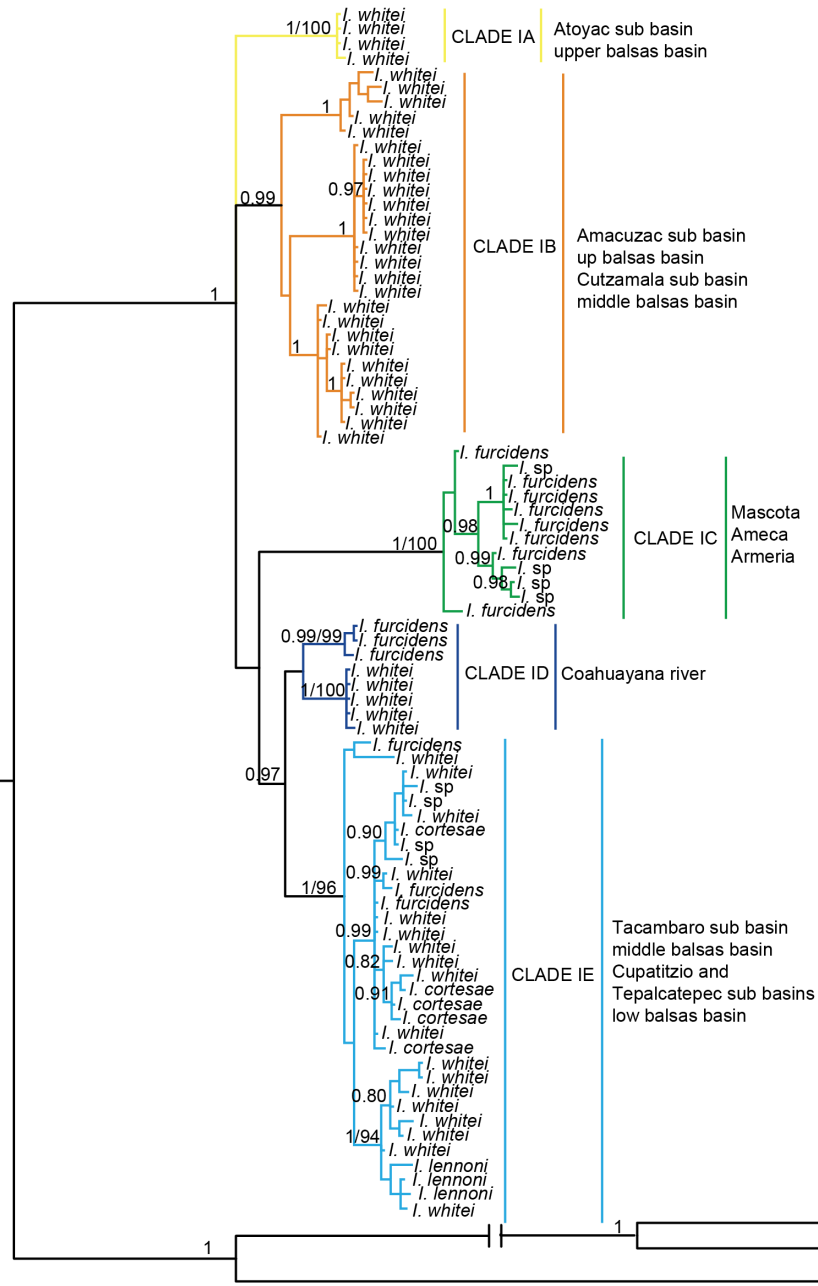 I. whitei
1/100
I. whitei
CLADE IA
Atoyac sub basin
I. whitei
upper balsas basin
I. whitei
I. whitei
I. whitei
I. whitei
1
I. whitei
I. whitei
I. whitei
I. whitei
I. whitei
0.97
I. whitei
0.99
I. whitei
I. whitei
1
I. whitei
I. whitei
CLADE IB
Amacuzac sub basin
up balsas basin
Cutzamala sub basin
middle balsas basin
I. whitei
I. whitei
I. whitei
1
I. whitei
I. whitei
I. whitei
1
I. whitei
I. whitei
I. whitei
1
I. whitei
I. whitei
I. whitei
I. whitei
I. furcidens
I. sp
I. furcidens
1
I. furcidens
I. furcidens
0.98
I. furcidens
I. furcidens
1/100
CLADE IC
Mascota
Ameca
Armeria
0.99
I. furcidens
I. sp
0.98
I. sp
I. sp
I. furcidens
I. furcidens
0.99/99
I. furcidens
I. furcidens
I. whitei
CLADE ID
Coahuayana river
1/100
I. whitei
I. whitei
I. whitei
I. whitei
I. furcidens
I. whitei
0.97
I. whitei
I. sp
I. sp
I. whitei
0.90
I. cortesae
I. sp
I. sp
0.99
I. whitei
1/96
I. furcidens
I. furcidens
I. whitei
0.99
I. whitei
I. whitei
0.82
I. whitei
I. whitei
0.91
I. cortesae
I. cortesae
I. cortesae
I. whitei
I. cortesae
CLADE IE
Tacambaro sub basin
middle balsas basin
Cupatitzio and
Tepalcatepec sub basins
low balsas basin
I. whitei
I. whitei
0.80
I. whitei
I. whitei
I. whitei
1/94
I. whitei
I. whitei
I. lennoni
I. lennoni
I. lennoni
I. whitei
1
1